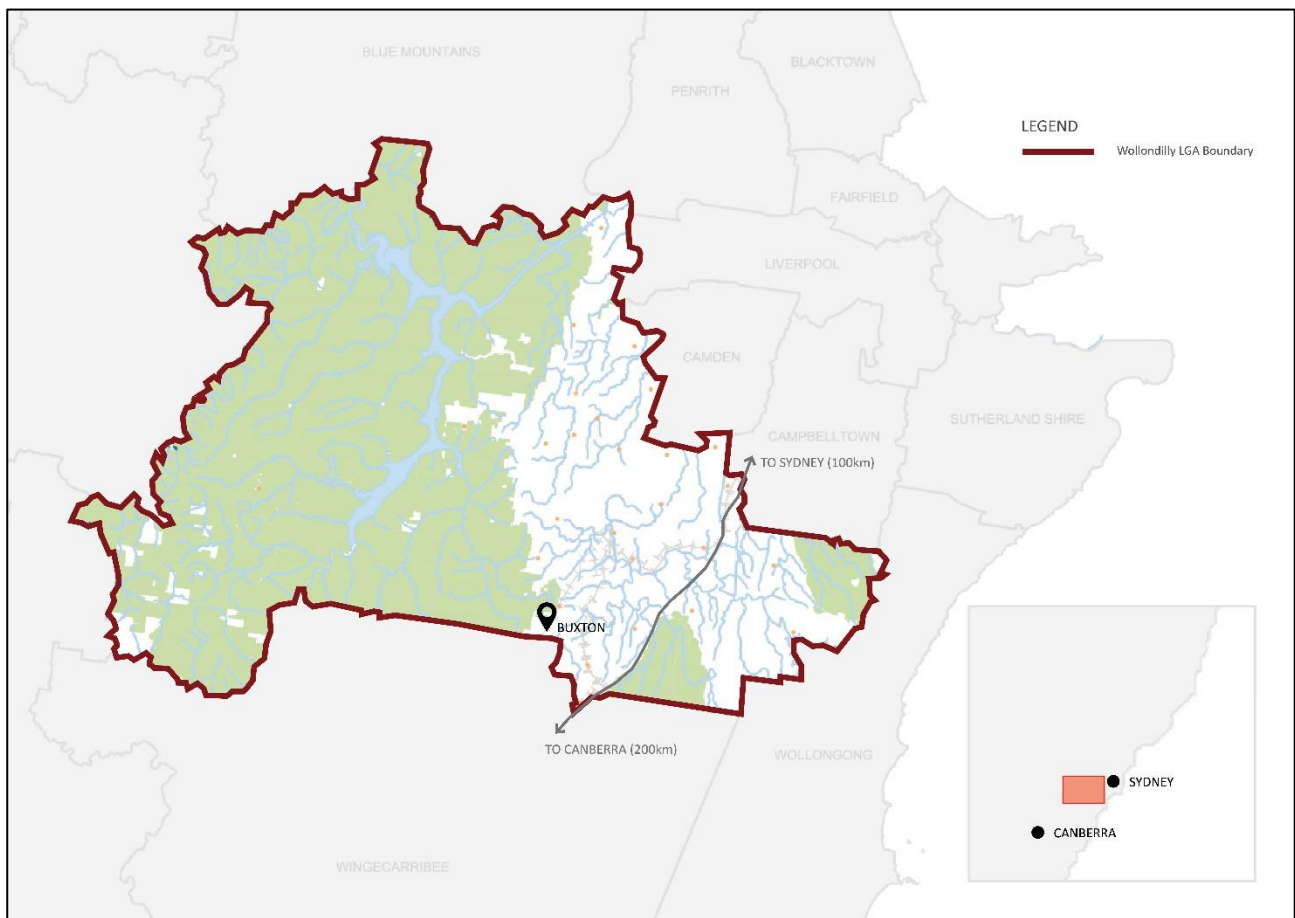 BLUE MOUNTAINS
BLACKTOWN
PENRITH
LEGEND
Wollondilly LGA Boundary
FAIRFIELD
LIVERPOOL
CAMDEN
SUTHERLAND SHIRE
CAMPBELLTOWN
TO SYDNEY (100km)
BUXTON
TO CANBERRA (200km)
WOLLONGONG
SYDNEY
CANBERRA
WINGECARRIBEE